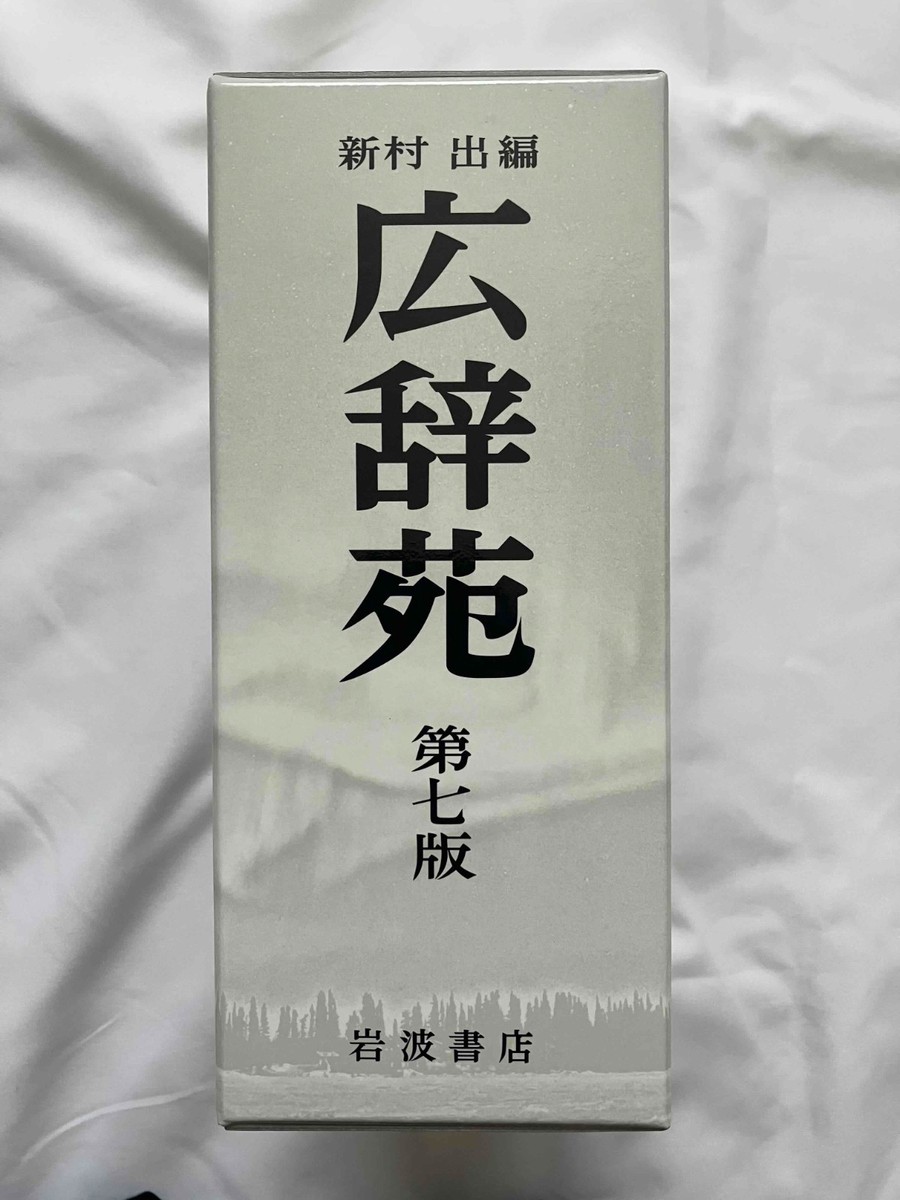 新村 出編
広辞苑
第七版
岩波書店